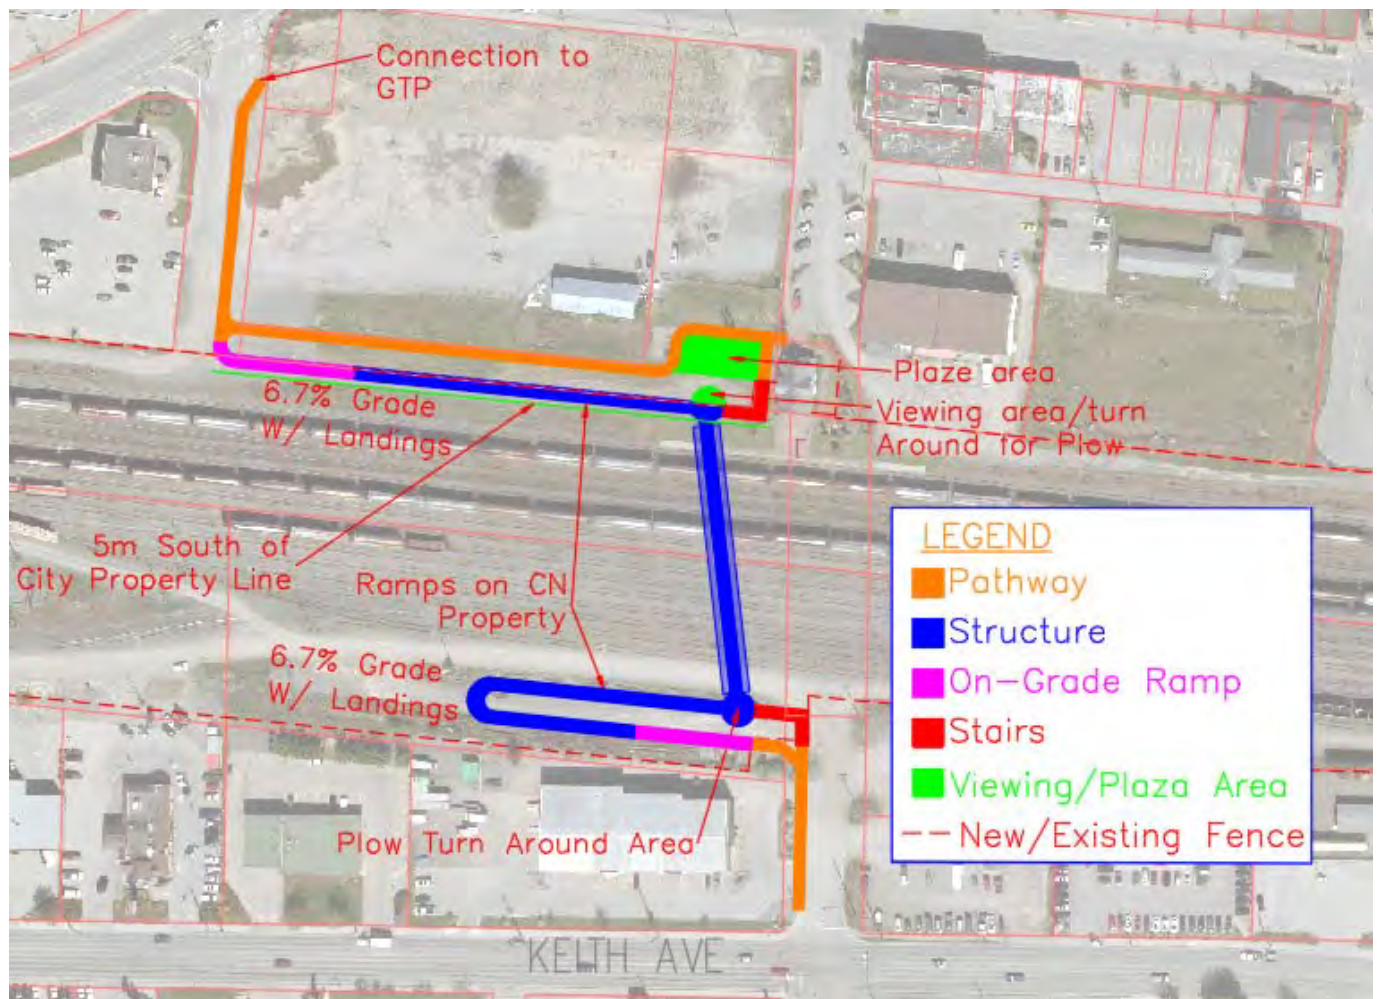 Connection to
GTP
Plaze area
6.7% Grade
W/ Landings
Viewing area/turn
Around for Plow
5m South of
City Property Line
Ramps on CN
Property
6.7% Grade
W/ Landings
Plow Turn Around Area
LEGEND
Pathway
Structure
On-Grade Ramp
Stairs
Viewing/Plaza Area
New/Existing Fence
KEITH AVE